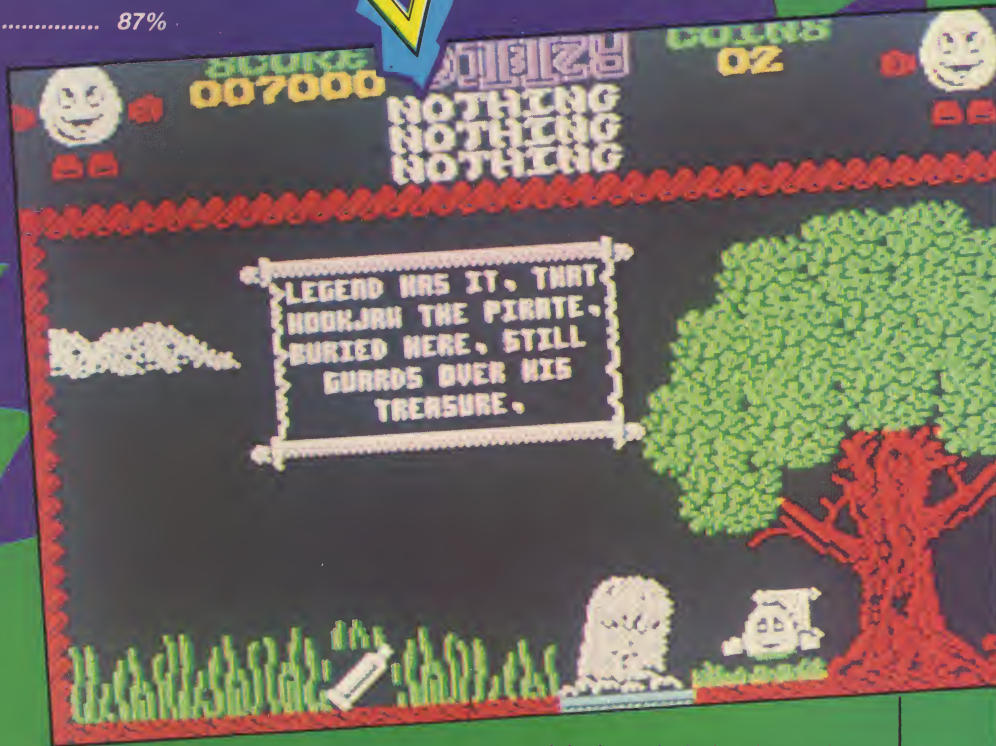 ................ 87%
SCORE
007000
NOTHING
NOTHING
NOTHING
COINS
02
LEGEND HAS IT, THAT
HOOKJAW THE PIRATE,
BURIED HERE, STILL
GUARDS OVER HIS
TREASURE.